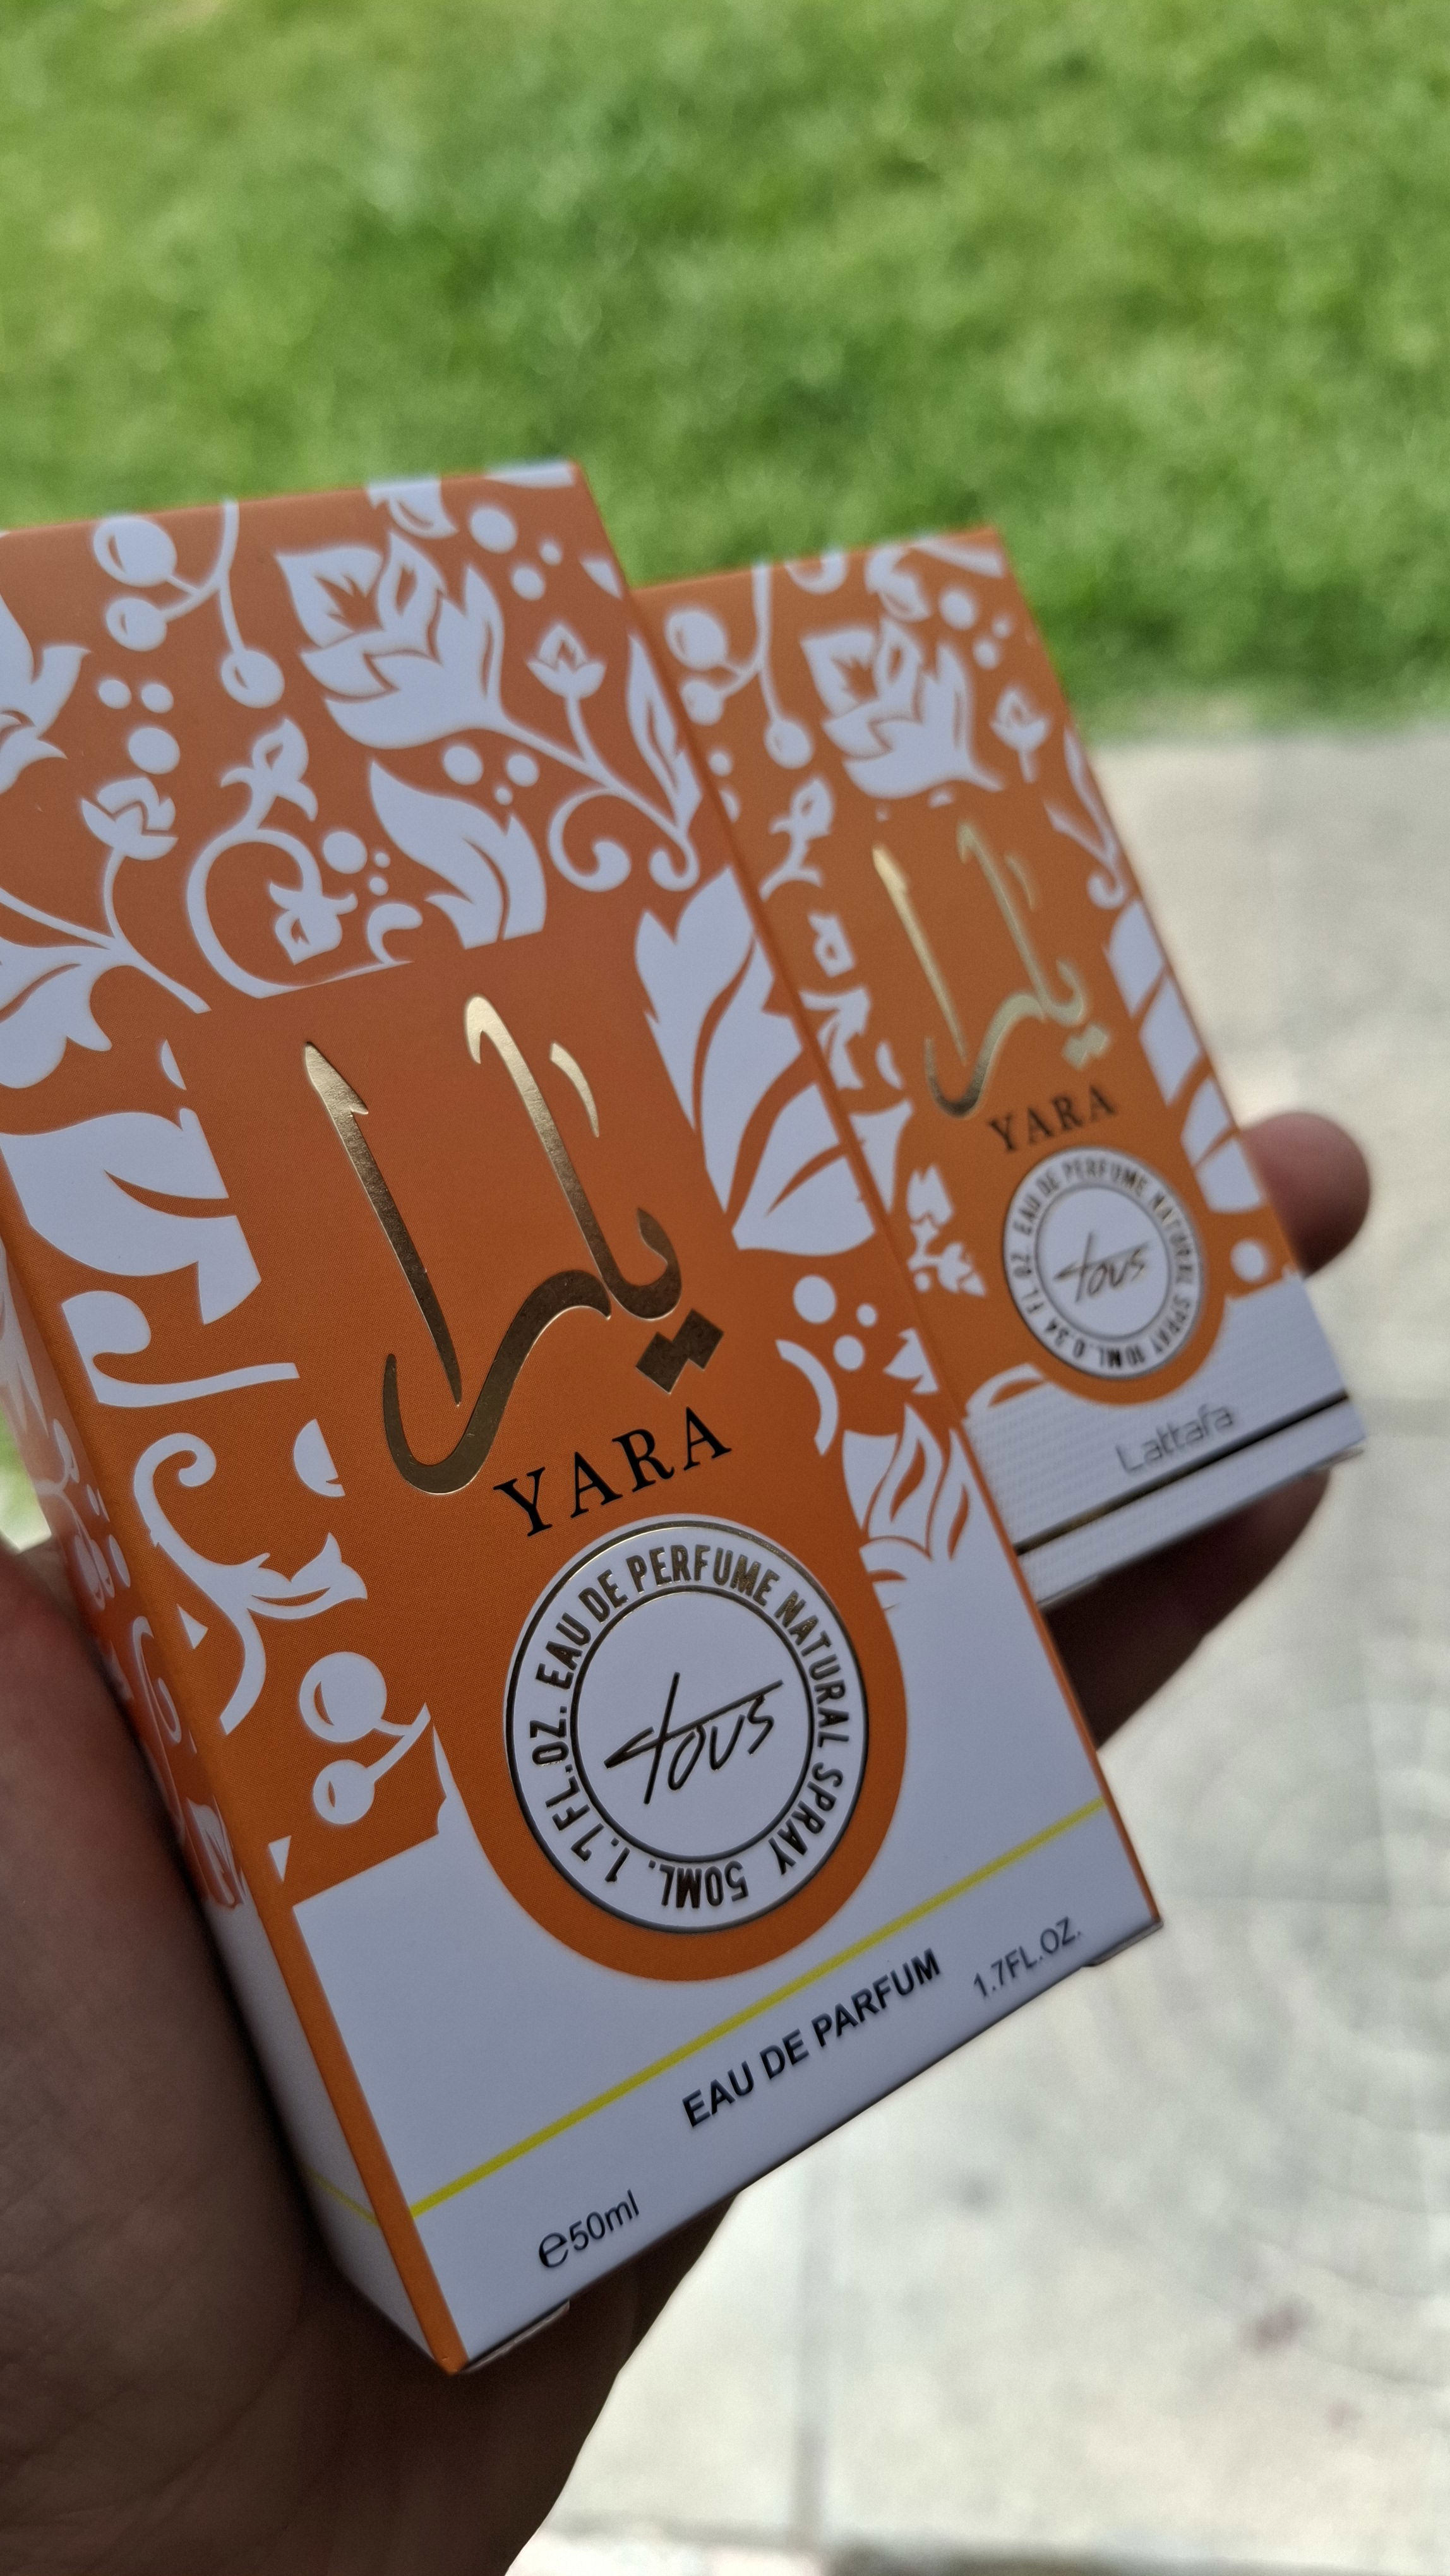 يارا
YARA
EAU DE PERFUME NATURAL SPRAY 50ML. 1.7FL.OZ.
tous
EAU DE PARFUM
1.7FL.OZ.
e50ml
يارا
YARA
EAU DE PERFUME NATURAL SPRAY 10ML. 0.34 FL.OZ.
tous
Lattafa